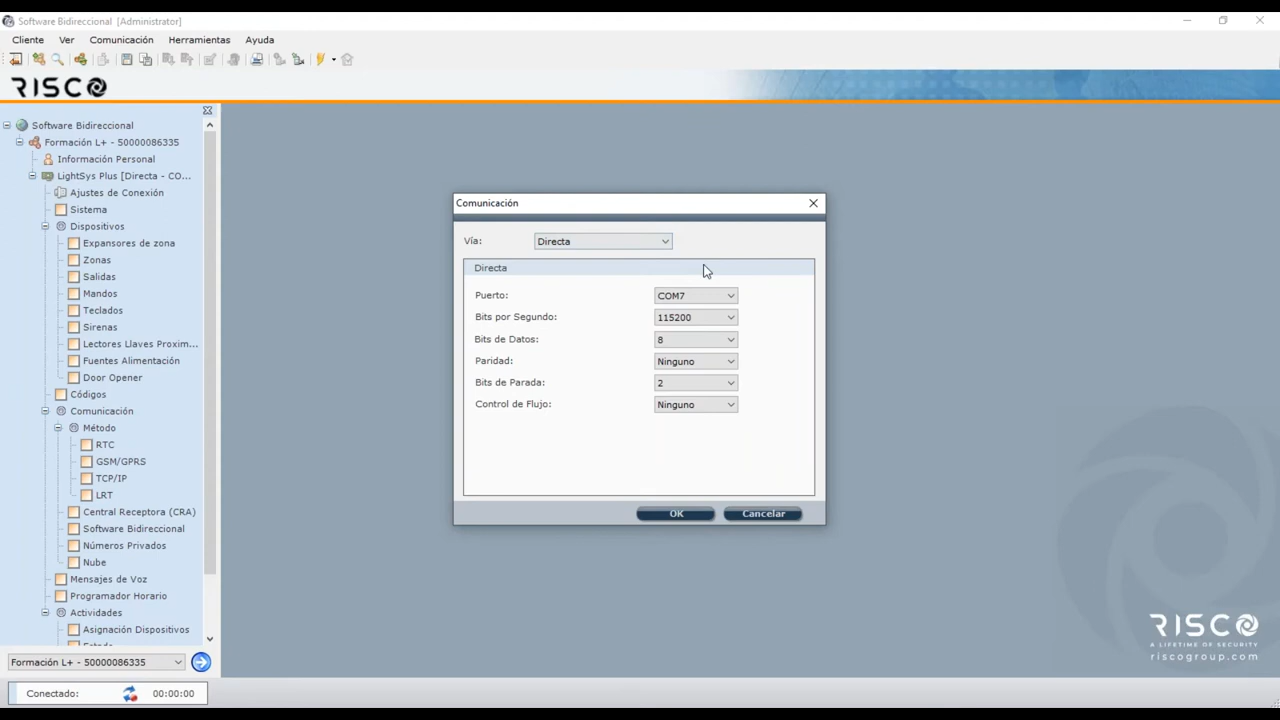 Software Bidireccional [Administrator]
Cliente Ver Comunicación Herramientas Ayuda
RISCO
Software Bidireccional
Formación L+ - 50000086335
Información Personal
LightSys Plus [Directa - CO...
Ajustes de Conexión
Sistema
Dispositivos
Expansores de zona
Zonas
Salidas
Mandos
Teclados
Sirenas
Lectores Llaves Proxim...
Fuentes Alimentación
Door Opener
Códigos
Comunicación
Método
RTC
GSM/GPRS
TCP/IP
LRT
Central Receptora (CRA)
Software Bidireccional
Números Privados
Nube
Mensajes de Voz
Programador Horario
Actividades
Asignación Dispositivos
Formación L+ - 50000086335
Conectado: 00:00:00
Comunicación
Vía: Directa
Directa
Puerto: COM7
Bits por Segundo: 115200
Bits de Datos: 8
Paridad: Ninguno
Bits de Parada: 2
Control de Flujo: Ninguno
OK Cancelar
RISCO
A LIFETIME OF SECURITY
riscogroup.com